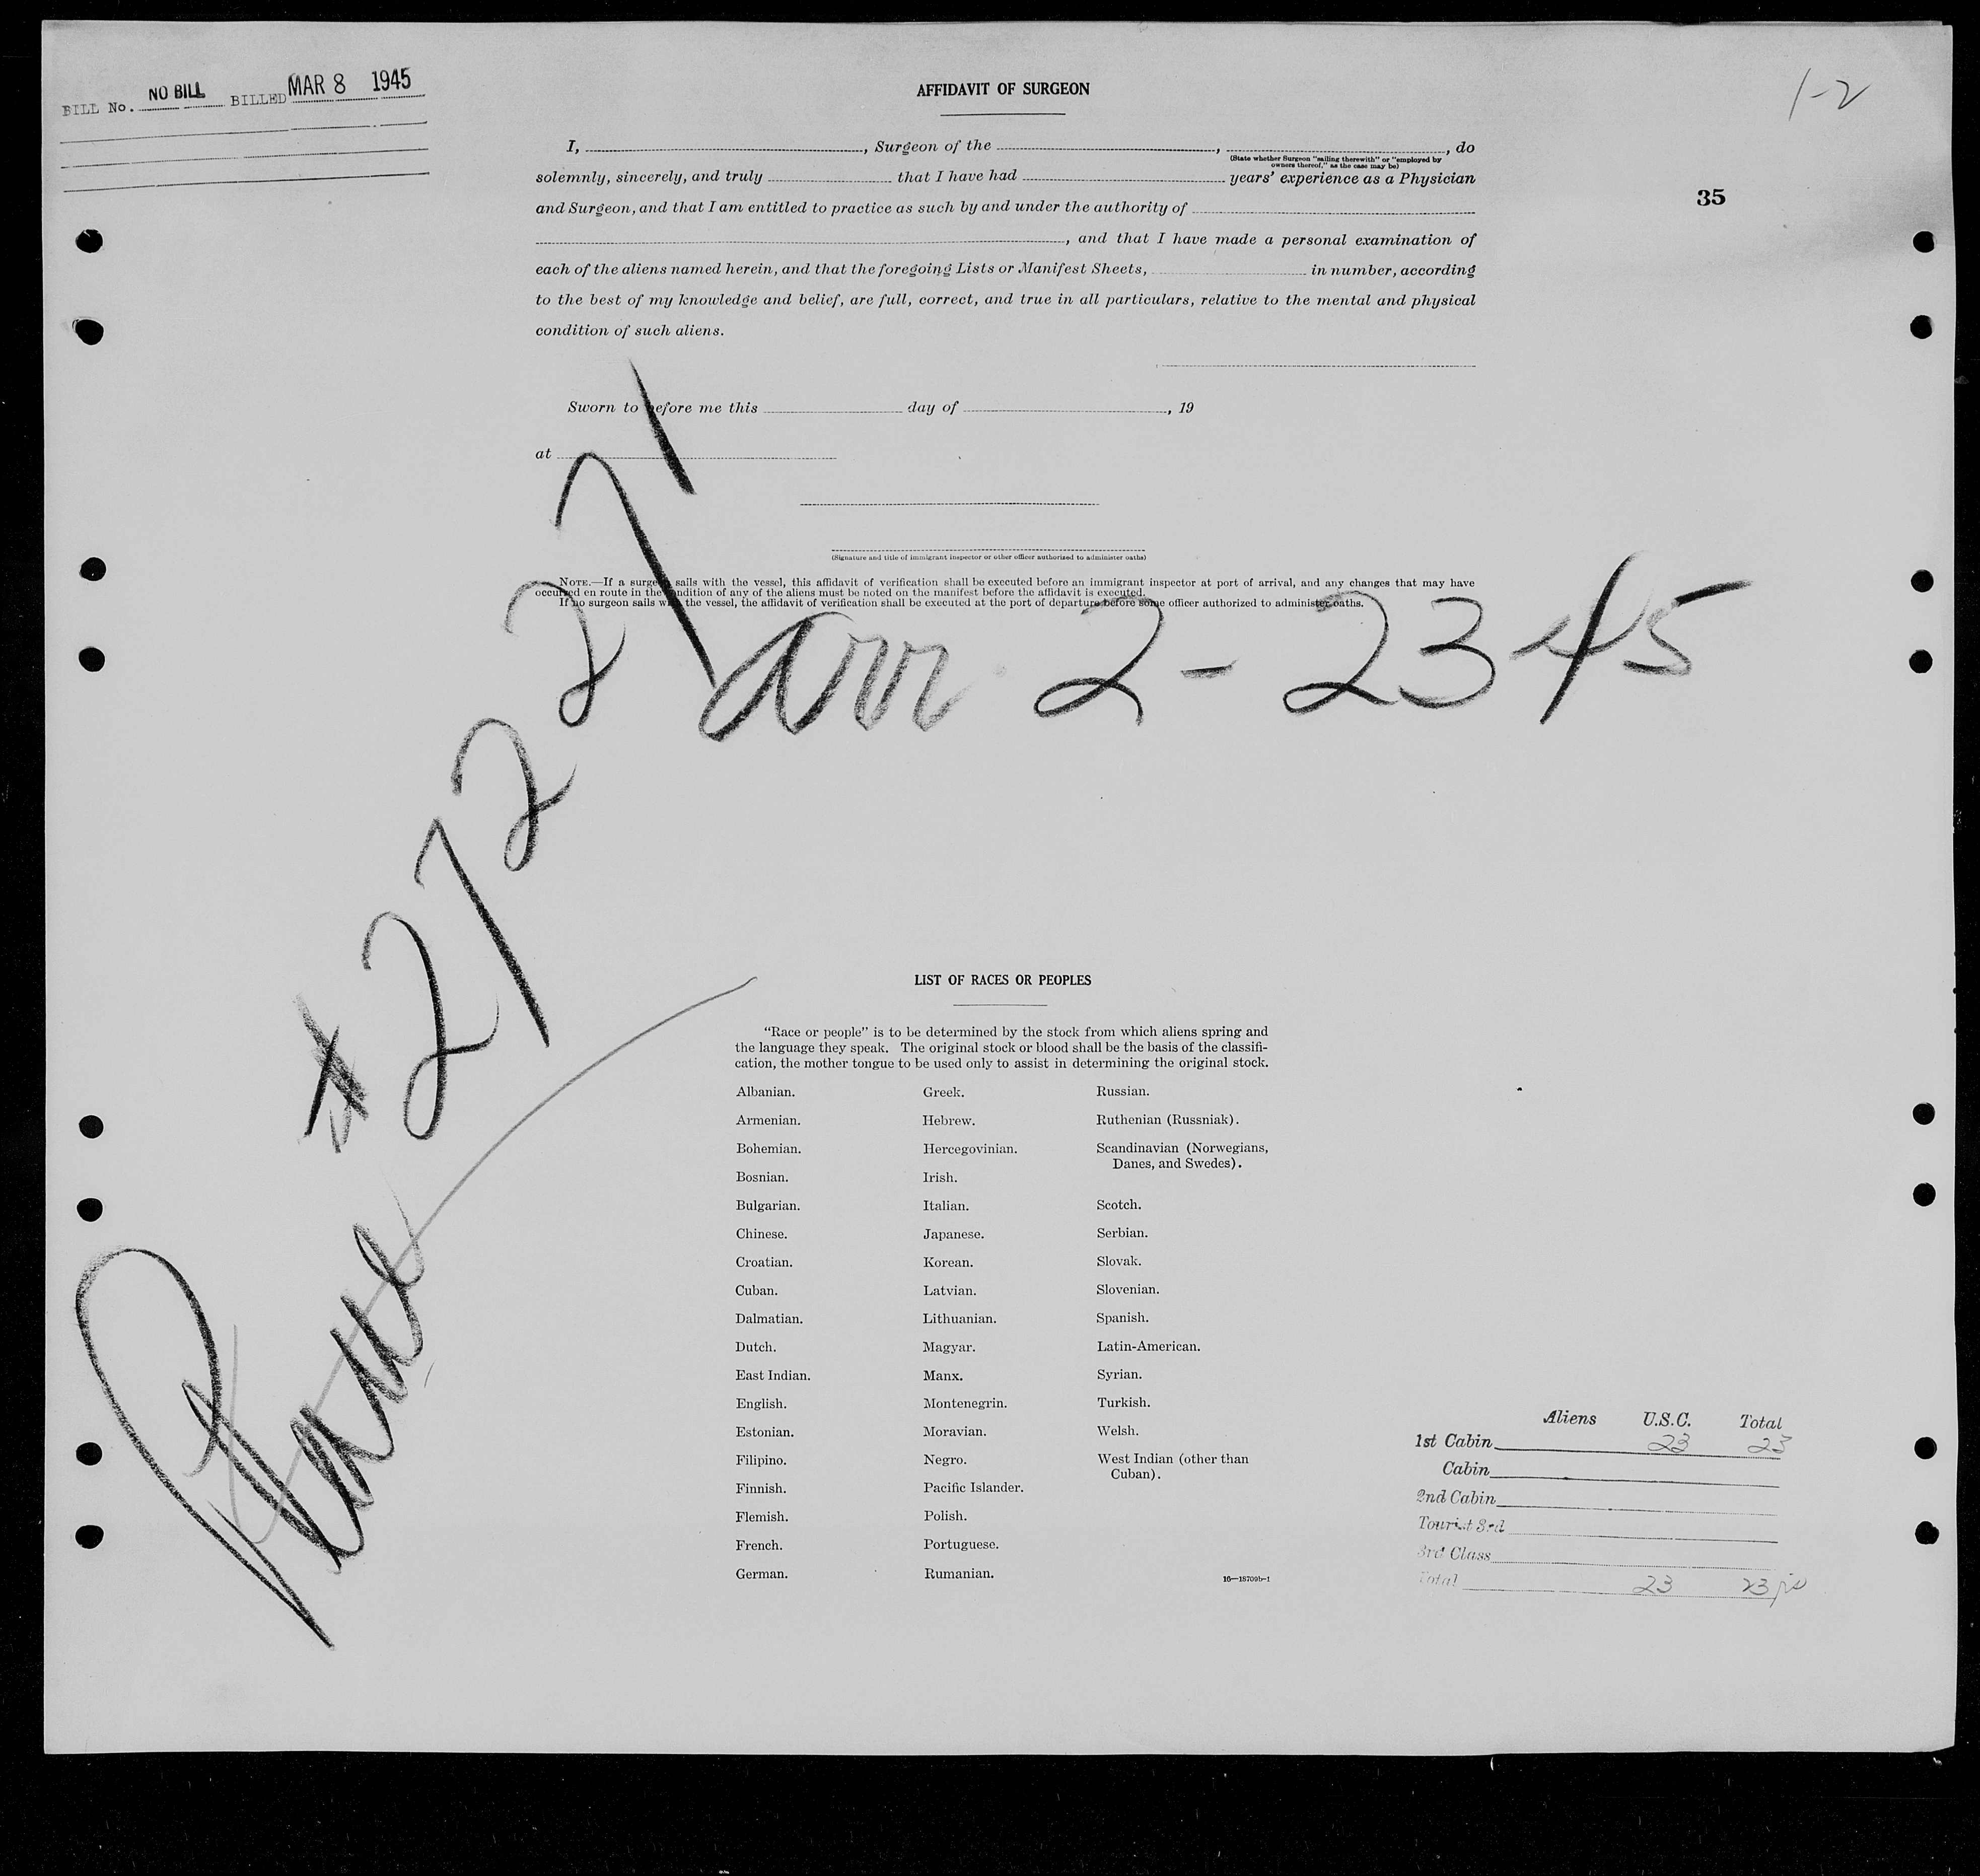 BILL No. NO BILL BILLED MAR 8 1945
1-2
AFFIDAVIT OF SURGEON
I, , Surgeon of the , , do
(State whether Surgeon "sailing therewith" or "employed by
owners thereof," as the case may be)
solemnly, sincerely, and truly that I have had years' experience as a Physician
35
and Surgeon, and that I am entitled to practice as such by and under the authority of
, and that I have made a personal examination of
each of the aliens named herein, and that the foregoing Lists or Manifest Sheets, in number, according
to the best of my knowledge and belief, are full, correct, and true in all particulars, relative to the mental and physical
condition of such aliens.
Sworn to before me this day of , 19
at
(Signature and title of immigrant inspector or other officer authorized to administer oaths)
NOTE.—If a surgeon sails with the vessel, this affidavit of verification shall be executed before an immigrant inspector at port of arrival, and any changes that may have
occurred en route in the condition of any of the aliens must be noted on the manifest before the affidavit is executed.
If no surgeon sails with the vessel, the affidavit of verification shall be executed at the port of departure before some officer authorized to administer oaths.
arr 2-23 45
Plane
LIST OF RACES OR PEOPLES
"Race or people" is to be determined by the stock from which aliens spring and
the language they speak. The original stock or blood shall be the basis of the classifi-
cation, the mother tongue to be used only to assist in determining the original stock.
Albanian. Greek. Russian.
Armenian. Hebrew. Ruthenian (Russniak).
Bohemian. Hercegovinian. Scandinavian (Norwegians,
Danes, and Swedes).
Bosnian. Irish.
Bulgarian. Italian. Scotch.
Chinese. Japanese. Serbian.
Croatian. Korean. Slovak.
Cuban. Latvian. Slovenian.
Dalmatian. Lithuanian. Spanish.
Dutch. Magyar. Latin-American.
East Indian. Manx. Syrian.
English. Montenegrin. Turkish.
Estonian. Moravian. Welsh.
Filipino. Negro. West Indian (other than
Cuban).
Finnish. Pacific Islander.
Flemish. Polish.
French. Portuguese.
German. Rumanian.
16—18709b-1
Aliens U.S.C. Total
1st Cabin 23 23
Cabin
2nd Cabin
Tourist 3rd
3rd Class
Total 23 23